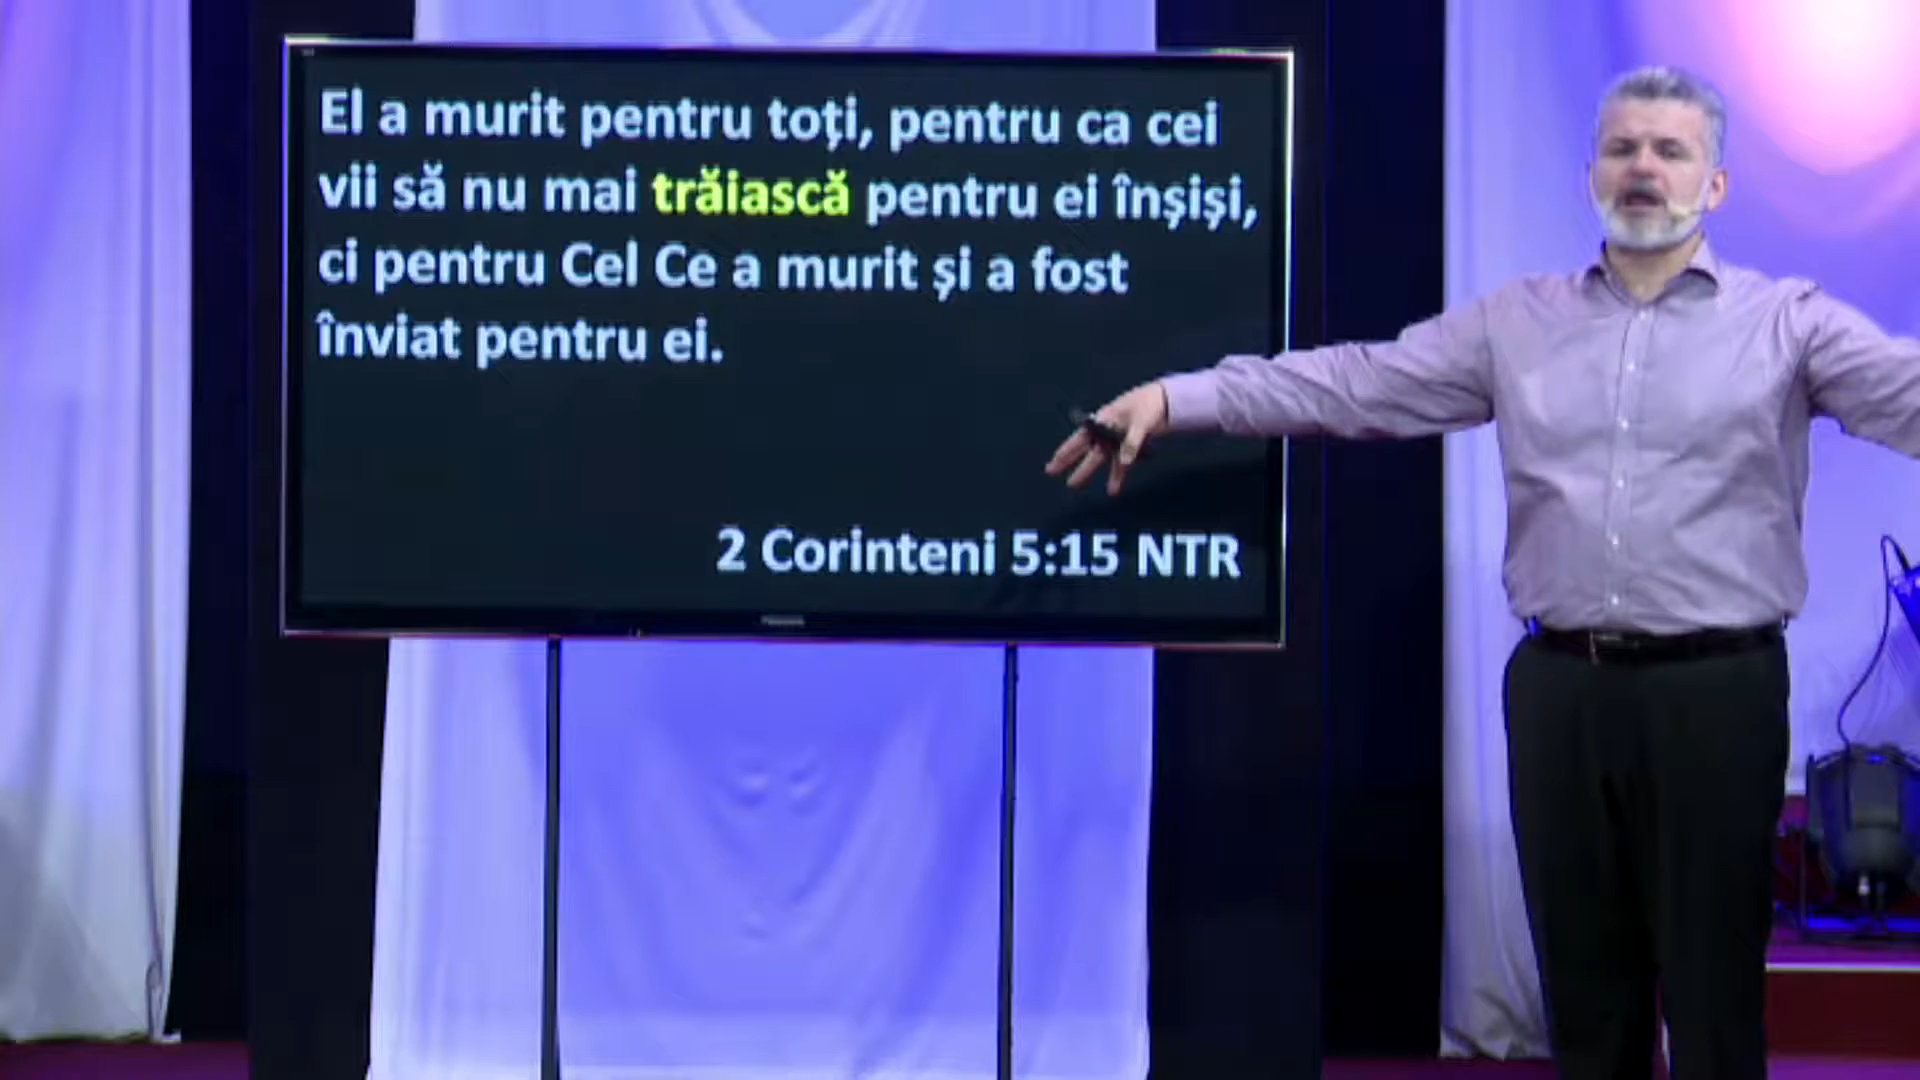 El a murit pentru toți, pentru ca cei
vii să nu mai trăiască pentru ei înșiși,
ci pentru Cel Ce a murit și a fost
înviat pentru ei.
2 Corinteni 5:15 NTR
Panasonic